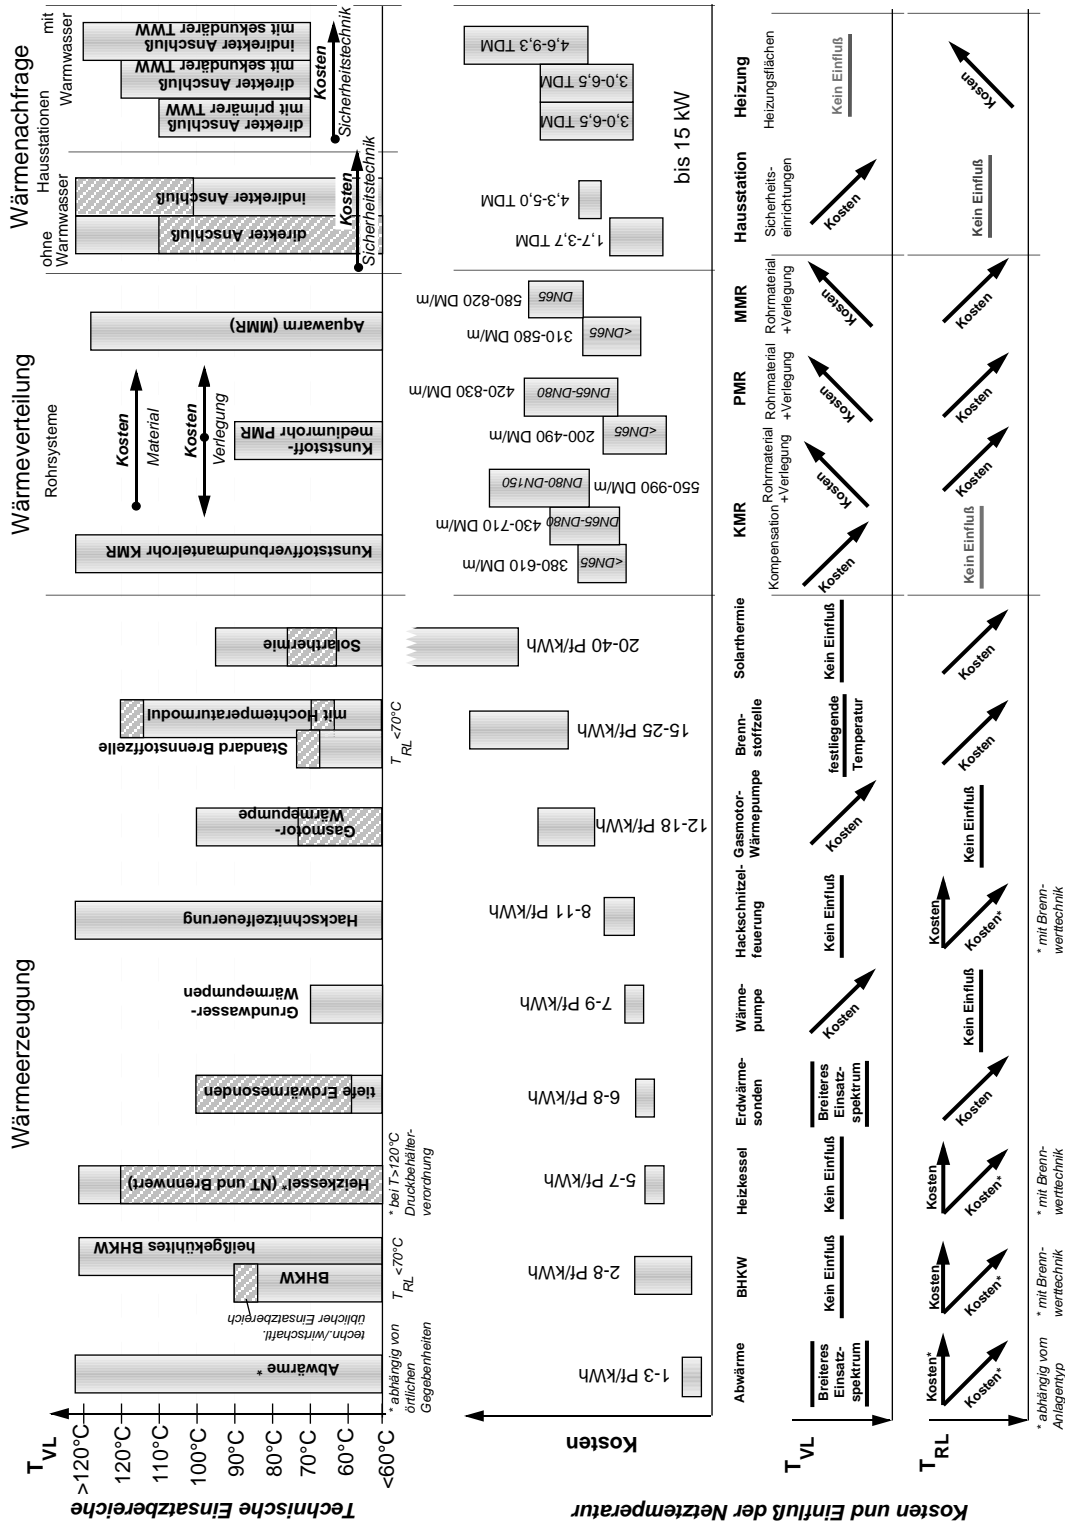 Wärmeerzeugung
Wärmeverteilung
Wärmenachfrage
Rohrsysteme
Hausstationen
ohne
Warmwasser
mit
Warmwasser
Technische Einsatzbereiche
TVL
>120°C
120°C
110°C
100°C
90°C
80°C
70°C
60°C
<60°C
Abwärme *
* abhängig von
örtlichen
Gegebenheiten
techn./wirtschaftl.
üblicher Einsatzbereich
BHKW
heißgekühltes BHKW
TRL <70°C
Heizkessel* (NT und Brennwert)
* bei T>120°C
Druckbehälter-
verordnung
tiefe Erdwärmesonden
Grundwasser-
Wärmepumpen
Hackschnitzelfeuerung
Gasmotor-
Wärmepumpe
Standard Brennstoffzelle
mit Hochtemperaturmodul
TRL <70°C
Solarthermie
Kunststoffverbundmantelrohr KMR
Kosten
Material
Kosten
Verlegung
Kunststoff-
mediumrohr PMR
Aquawarm (MMR)
direkter Anschluß
indirekter Anschluß
Kosten
Sicherheitstechnik
direkter Anschluß
mit primärer TWW
direkter Anschluß
mit sekundärer TWW
indirekter Anschluß
mit sekundärer TWW
Kosten
Sicherheitstechnik
Kosten und Einfluß der Netztemperatur
Kosten
1-3 Pf/kWh
2-8 Pf/kWh
5-7 Pf/kWh
6-8 Pf/kWh
7-9 Pf/kWh
8-11 Pf/kWh
12-18 Pf/kWh
15-25 Pf/kWh
20-40 Pf/kWh
380-610 DM/m
<DN65
430-710 DM/m
DN65-DN80
550-990 DM/m
DN80-DN150
200-490 DM/m
<DN65
420-830 DM/m
DN65-DN80
310-580 DM/m
<DN65
580-820 DM/m
DN65
1,7-3,7 TDM
4,3-5,0 TDM
3,0-6,5 TDM
3,0-6,5 TDM
4,6-9,3 TDM
bis 15 kW
Abwärme
BHKW
Heizkessel
Erdwärme-
sonden
Wärme-
pumpe
Hackschnitzel-
feuerung
Gasmotor-
Wärmepumpe
Brenn-
stoffzelle
Solarthermie
KMR
PMR
MMR
Hausstation
Heizung
Kompensation
Rohrmaterial
+Verlegung
Rohrmaterial
+Verlegung
Rohrmaterial
+Verlegung
Sicherheits-
einrichtungen
Heizungsflächen
TVL
Breiteres
Einsatz-
spektrum
Kein Einfluß
Kein Einfluß
Breiteres
Einsatz-
spektrum
Kosten
Kein Einfluß
Kosten
festliegende
Temperatur
Kein Einfluß
Kosten
Kosten
Kosten
Kosten
Kosten
Kein Einfluß
TRL
Kosten*
Kosten*
* abhängig vom
Anlagentyp
Kosten
Kosten*
* mit Brenn-
werttechnik
Kosten
Kosten*
* mit Brenn-
werttechnik
Kosten
Kein Einfluß
Kosten
Kosten*
* mit Brenn-
werttechnik
Kein Einfluß
Kosten
Kosten
Kein Einfluß
Kosten
Kosten
Kosten
Kein Einfluß
Kosten